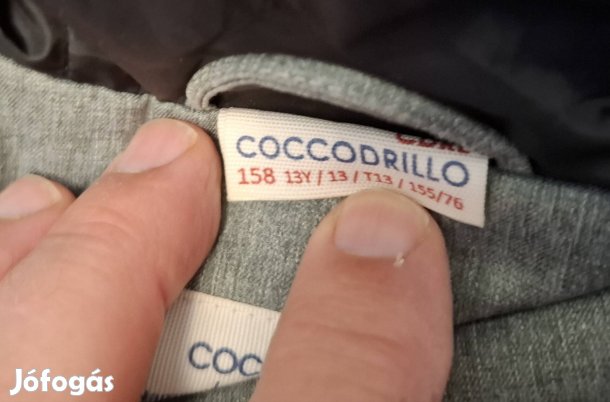 COCCODRILLO
158 13Y / 13 / T13 / 155/76
COC
Jófogás